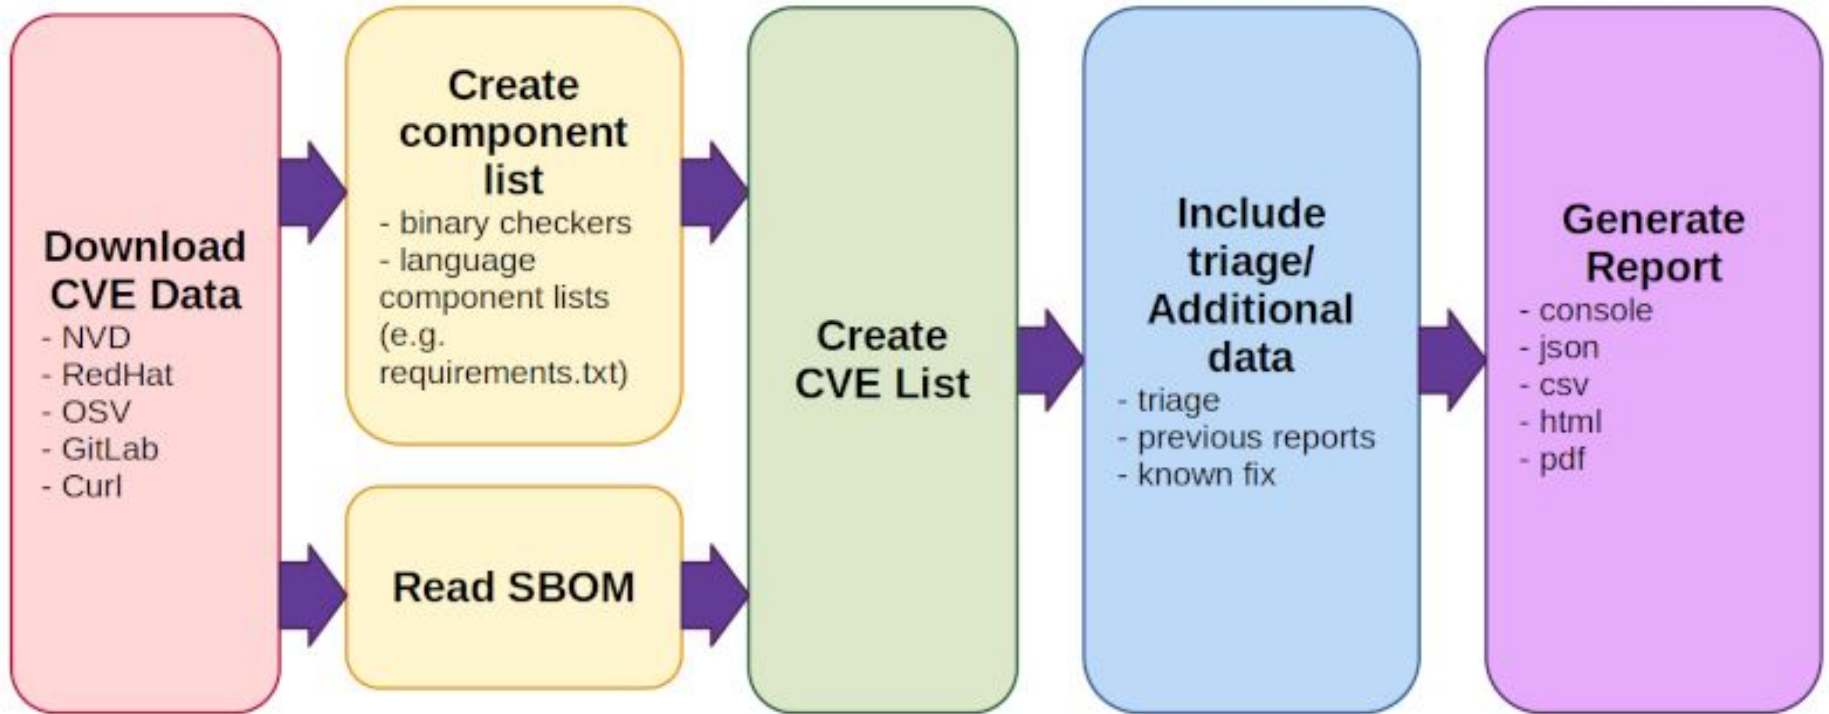 Download
CVE Data
- NVD
- RedHat
- OSV
- GitLab
- Curl
Create
component
list
- binary checkers
- language
component lists
(e.g.
requirements.txt)
Read SBOM
Create
CVE List
Include
triage/
Additional
data
- triage
- previous reports
- known fix
Generate
Report
- console
- json
- csv
- html
- pdf